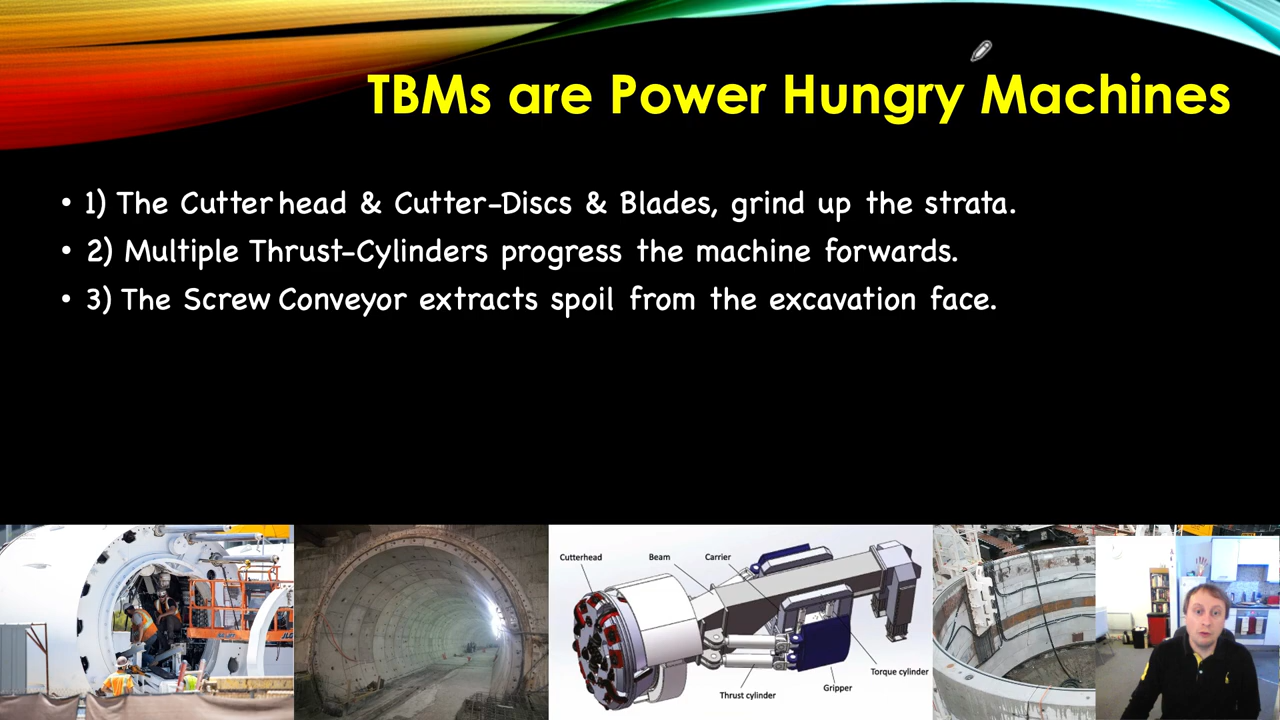 TBMs are Power Hungry Machines
• 1) The Cutterhead & Cutter-Discs & Blades, grind up the strata.
• 2) Multiple Thrust-Cylinders progress the machine forwards.
• 3) The Screw Conveyor extracts spoil from the excavation face.
Cutterhead
Beam
Carrier
Torque cylinder
Gripper
Thrust cylinder
JLG